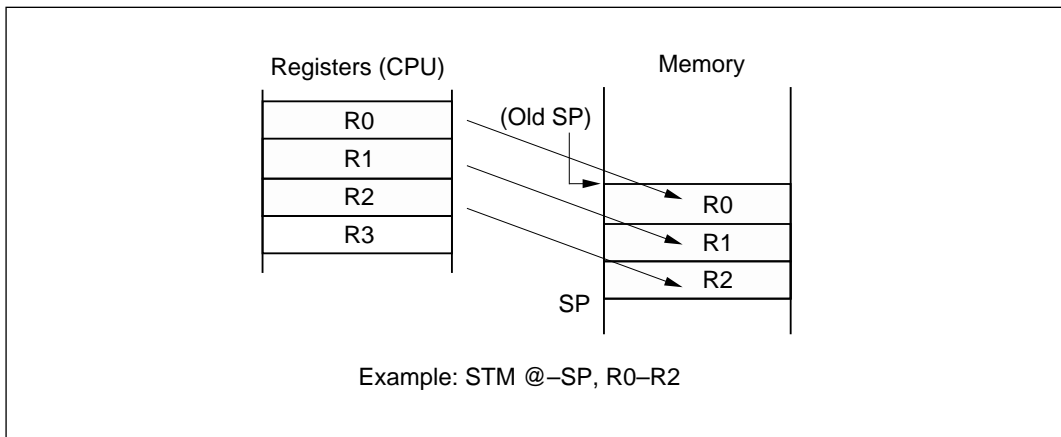 Registers (CPU)
R0
R1
R2
R3
Memory
(Old SP)
R0
R1
R2
SP
Example: STM @–SP, R0–R2